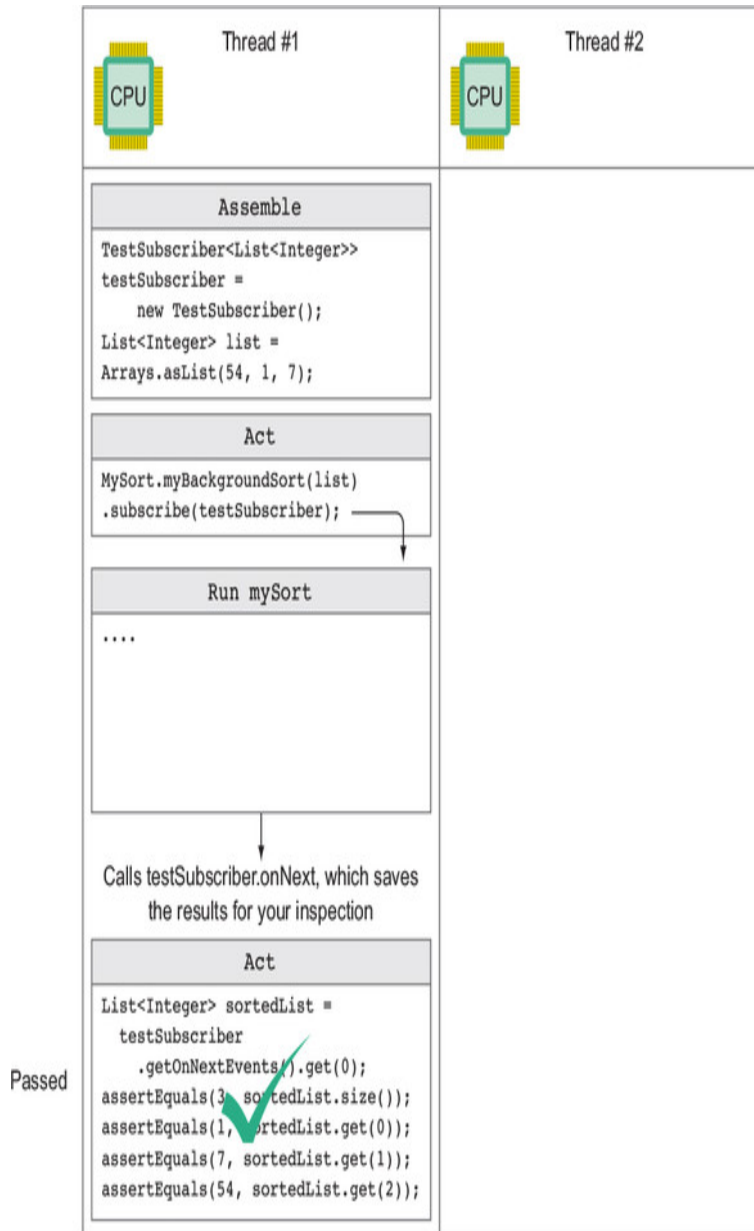 Thread #1
Thread #2
CPU
CPU
Assemble
TestSubscriber<List<Integer>>
testSubscriber =
new TestSubscriber();
List<Integer> list =
Arrays.asList(54, 1, 7);
Act
MySort.myBackgroundSort(list)
.subscribe(testSubscriber);
Run mySort
....
Calls testSubscriber.onNext, which saves
the results for your inspection
Act
List<Integer> sortedList =
testSubscriber
.getOnNextEvents().get(0);
Passed
assertEquals(3, sortedList.size());
assertEquals(1, sortedList.get(0));
assertEquals(7, sortedList.get(1));
assertEquals(54, sortedList.get(2));